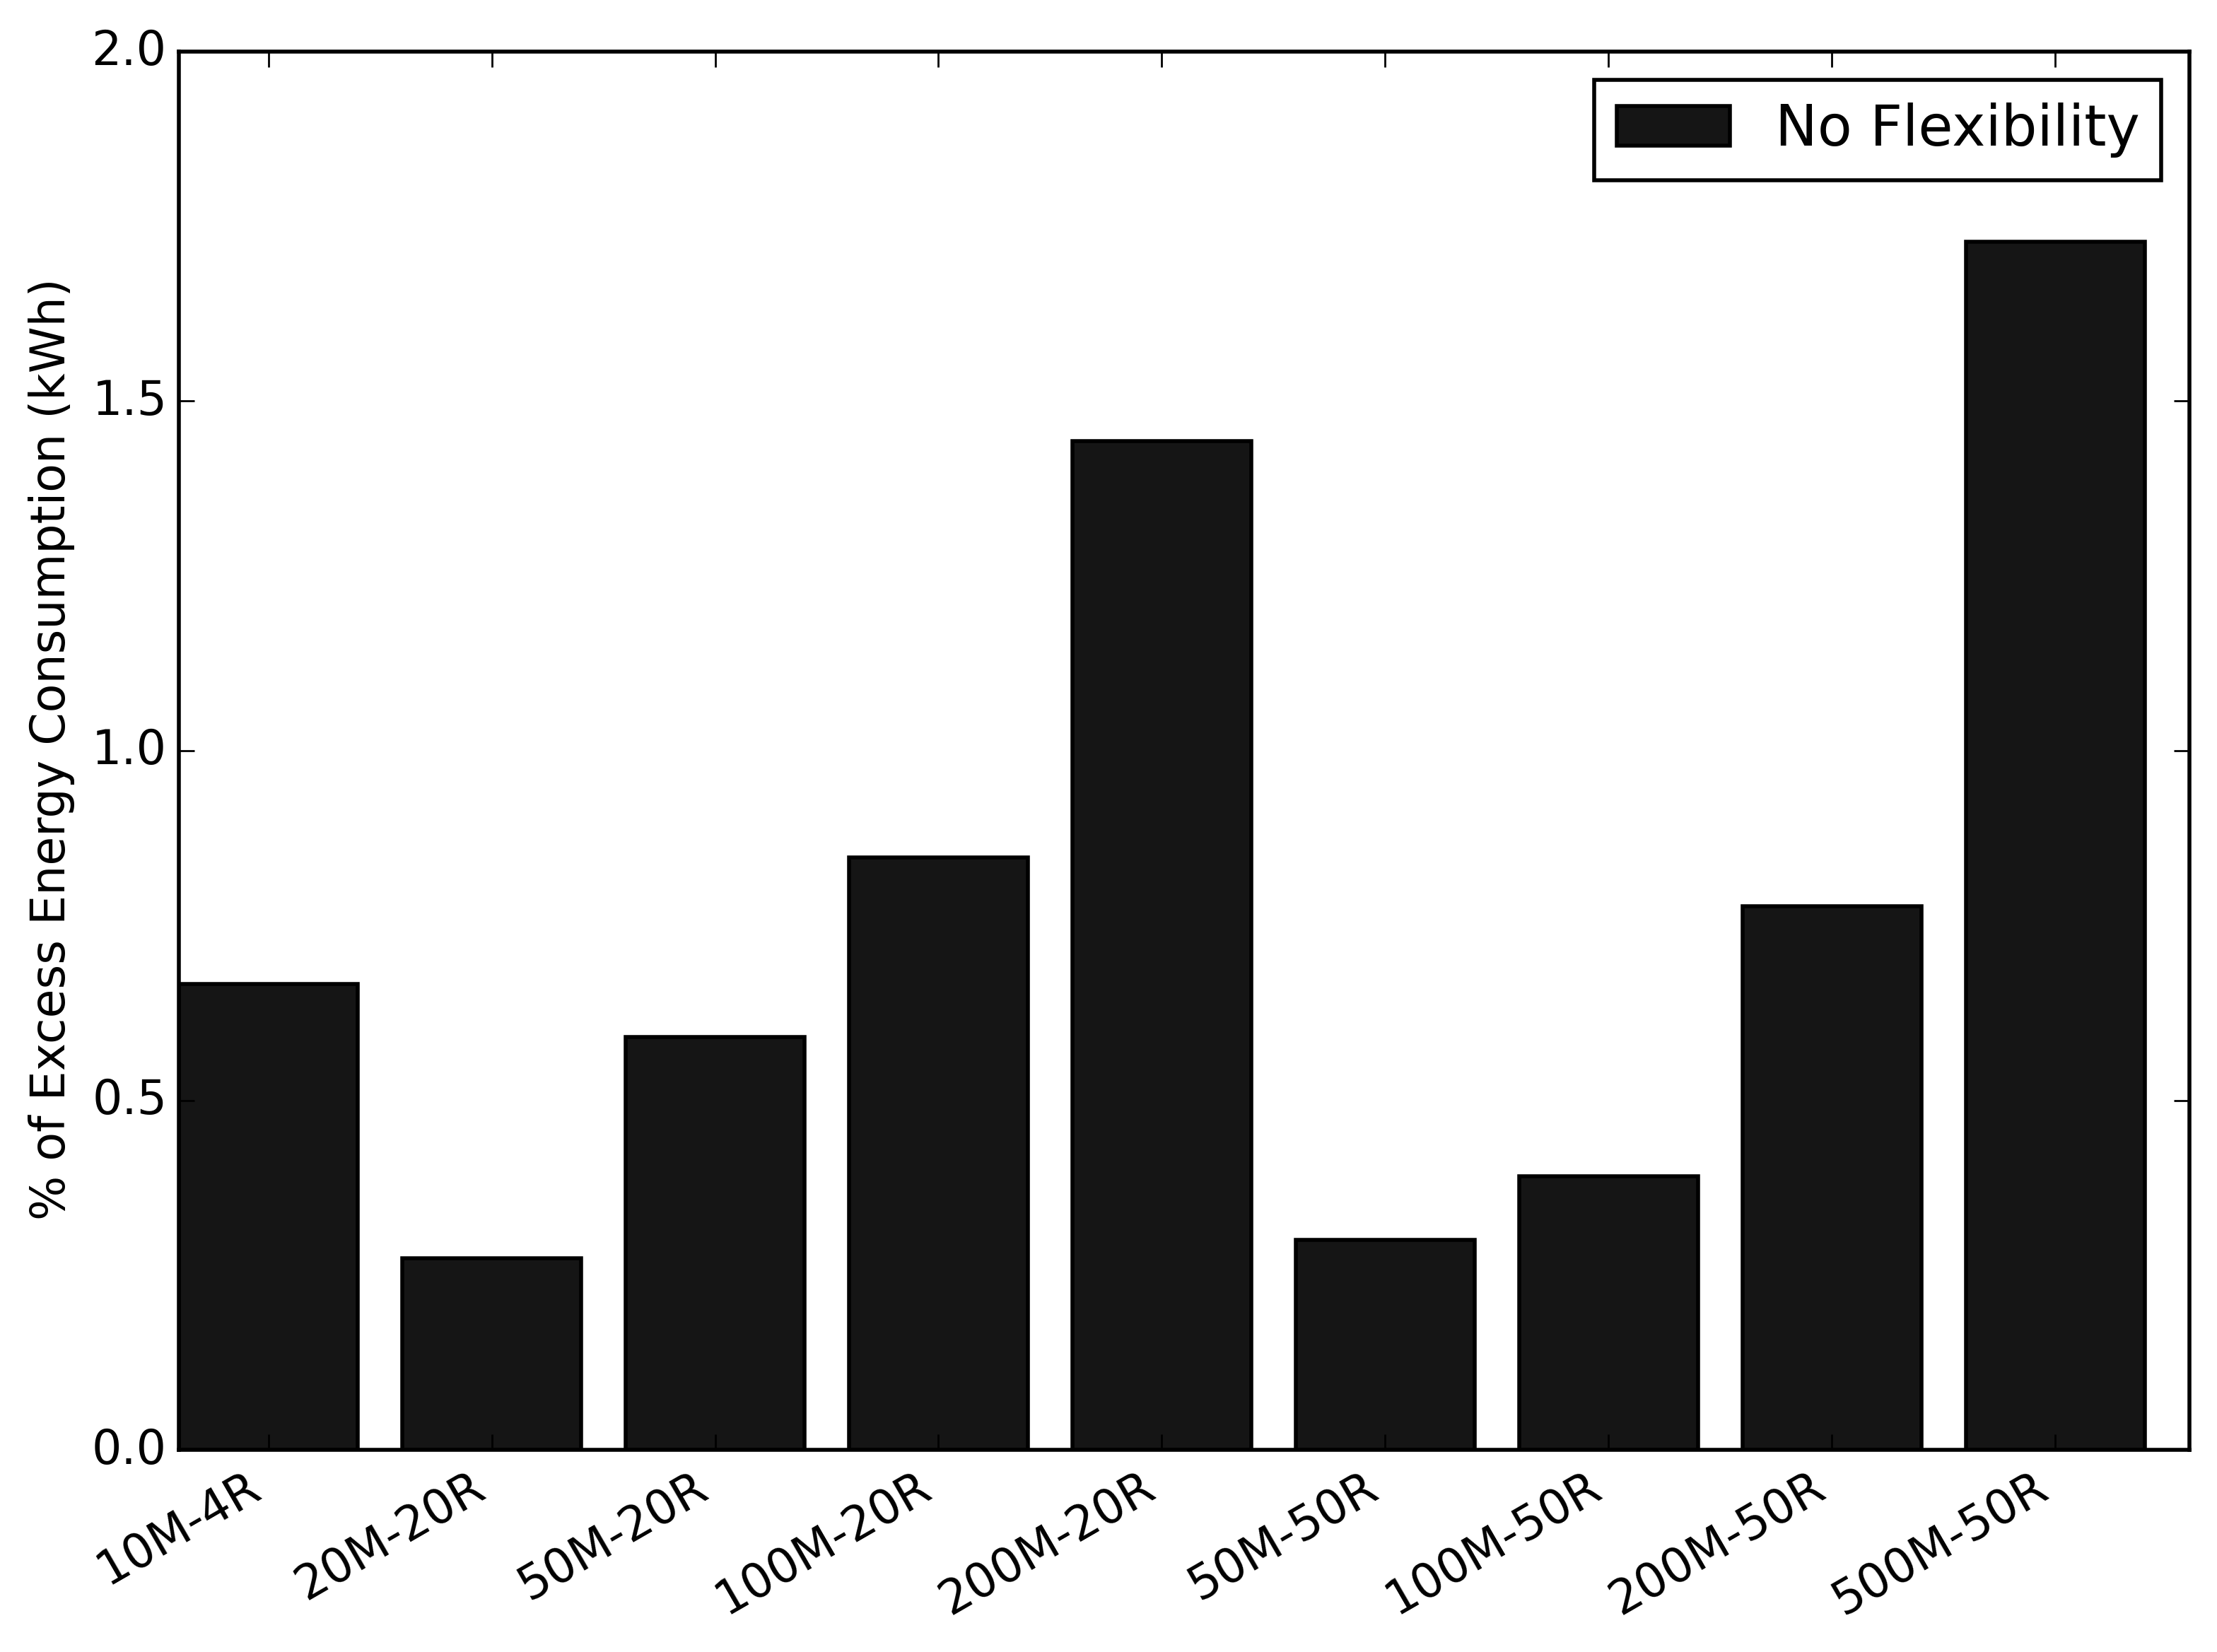 % of Excess Energy Consumption (kWh)
2.0
1.5
1.0
0.5
0.0
No Flexibility
10M-4R
20M-20R
50M-20R
100M-20R
200M-20R
50M-50R
100M-50R
200M-50R
500M-50R